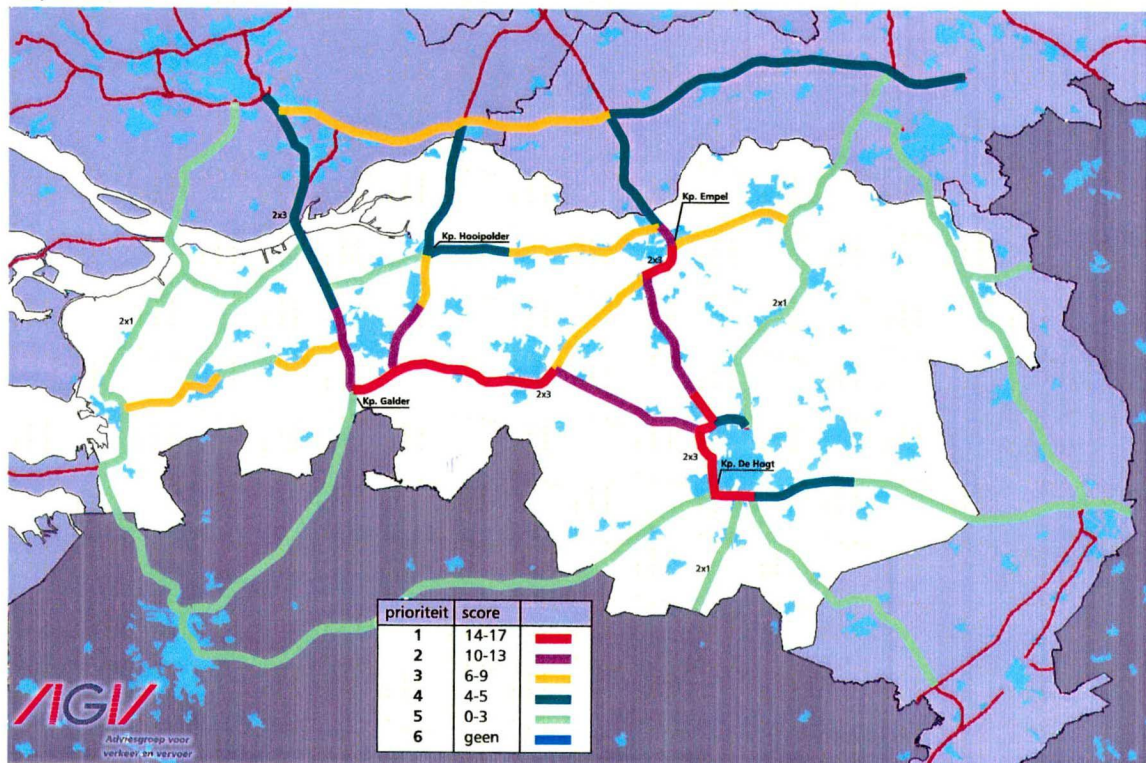 2x3
Kp. Empel
Kp. Hooipolder
2x3
2x1
2x1
Kp. Galder
2x3
2x3
Kp. De Hogt
2x1
prioriteit score
1 14-17
2 10-13
3 6-9
4 4-5
5 0-3
6 geen
AGV
Adviesgroep voor
verkeer en vervoer